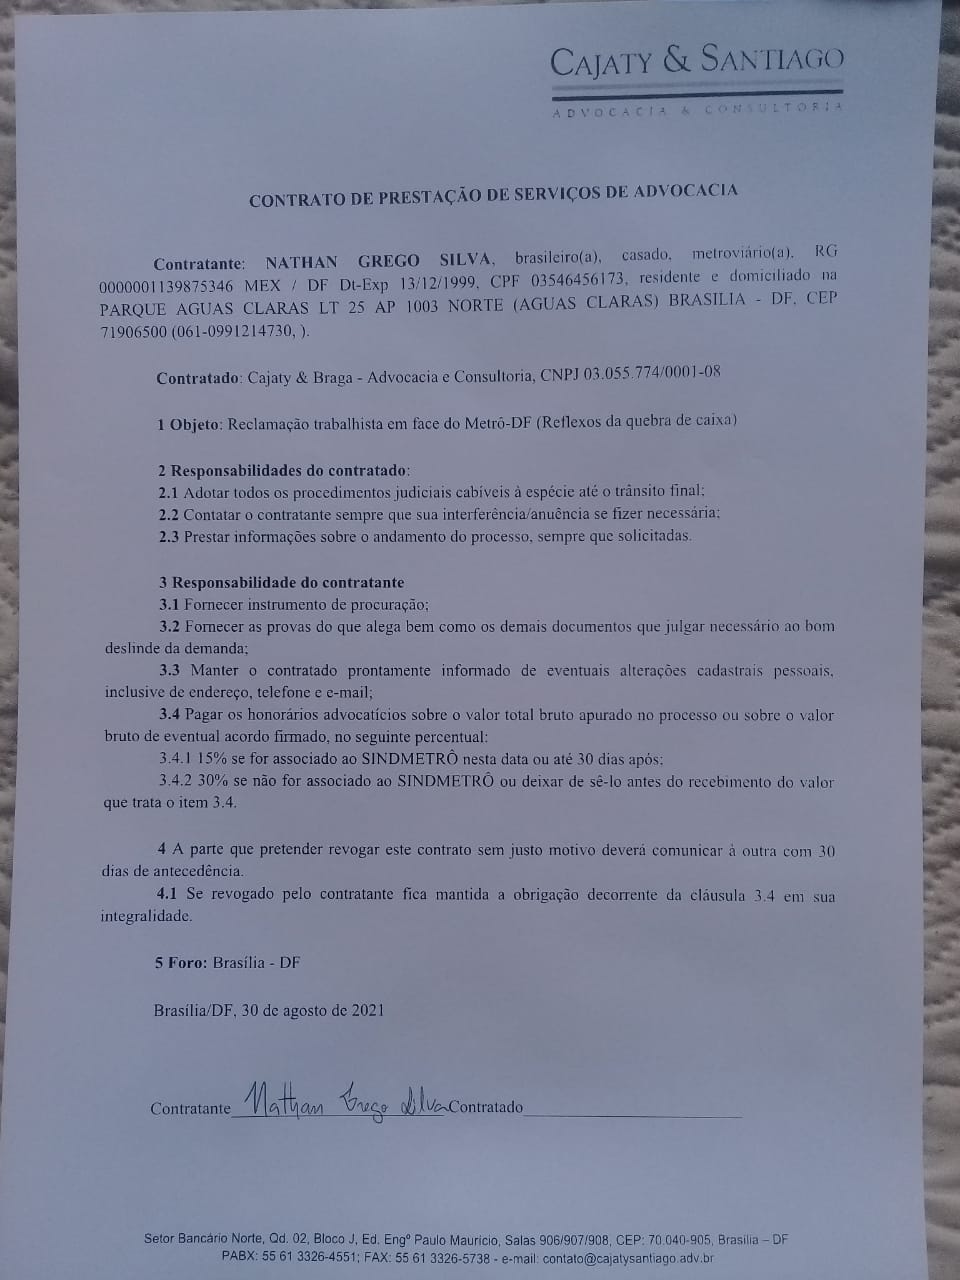 CAJATY & SANTIAGO
ADVOCACIA & CONSULTORIA
CONTRATO DE PRESTAÇÃO DE SERVIÇOS DE ADVOCACIA
Contratante: NATHAN GREGO SILVA, brasileiro(a), casado, metroviário(a). RG
0000001139875346 MEX / DF Dt-Exp 13/12/1999, CPF 03546456173, residente e domiciliado na
PARQUE AGUAS CLARAS LT 25 AP 1003 NORTE (AGUAS CLARAS) BRASILIA - DF, CEP
71906500 (061-0991214730, ).
Contratado: Cajaty & Braga - Advocacia e Consultoria, CNPJ 03.055.774/0001-08
1 Objeto: Reclamação trabalhista em face do Metrô-DF (Reflexos da quebra de caixa)
2 Responsabilidades do contratado:
2.1 Adotar todos os procedimentos judiciais cabíveis à espécie até o trânsito final;
2.2 Contatar o contratante sempre que sua interferência/anuência se fizer necessária;
2.3 Prestar informações sobre o andamento do processo, sempre que solicitadas.
3 Responsabilidade do contratante
3.1 Fornecer instrumento de procuração;
3.2 Fornecer as provas do que alega bem como os demais documentos que julgar necessário ao bom
deslinde da demanda;
3.3 Manter o contratado prontamente informado de eventuais alterações cadastrais pessoais,
inclusive de endereço, telefone e e-mail;
3.4 Pagar os honorários advocatícios sobre o valor total bruto apurado no processo ou sobre o valor
bruto de eventual acordo firmado, no seguinte percentual:
3.4.1 15% se for associado ao SINDMETRÔ nesta data ou até 30 dias após;
3.4.2 30% se não for associado ao SINDMETRÔ ou deixar de sê-lo antes do recebimento do valor
que trata o item 3.4.
4 A parte que pretender revogar este contrato sem justo motivo deverá comunicar à outra com 30
dias de antecedência.
4.1 Se revogado pelo contratante fica mantida a obrigação decorrente da cláusula 3.4 em sua
integralidade.
5 Foro: Brasília - DF
Brasília/DF, 30 de agosto de 2021
Contratante Nathan Grego Silva Contratado
Setor Bancário Norte, Qd. 02, Bloco J, Ed. Engº Paulo Maurício, Salas 906/907/908, CEP: 70.040-905, Brasília – DF
PABX: 55 61 3326-4551; FAX: 55 61 3326-5738 - e-mail: contato@cajatysantiago.adv.br